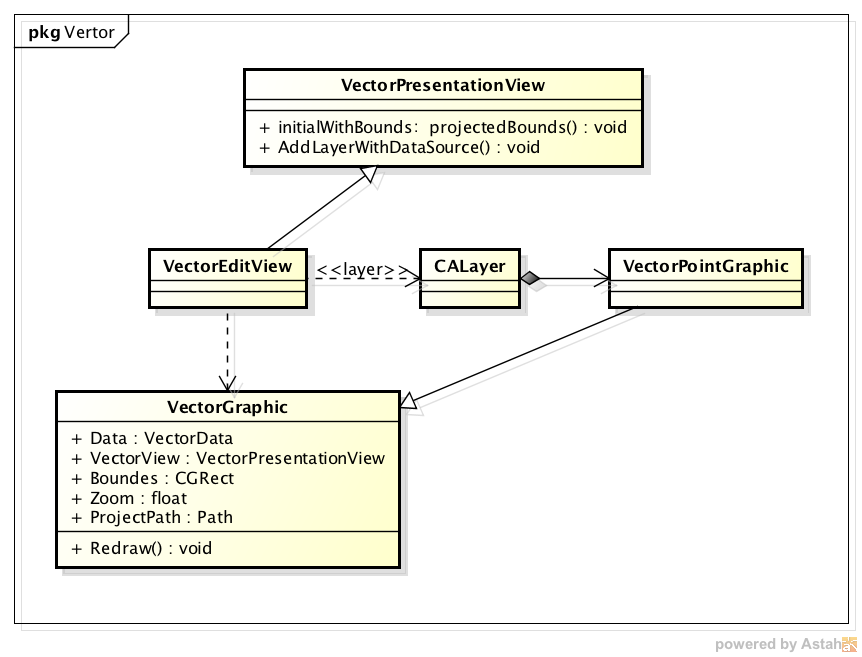 pkg Vertor
VectorPresentationView
+ initialWithBounds: projectedBounds() : void
+ AddLayerWithDataSource() : void
VectorEditView
<<layer>>
CALayer
VectorPointGraphic
VectorGraphic
+ Data : VectorData
+ VectorView : VectorPresentationView
+ Boundes : CGRect
+ Zoom : float
+ ProjectPath : Path
+ Redraw() : void
powered by Astah